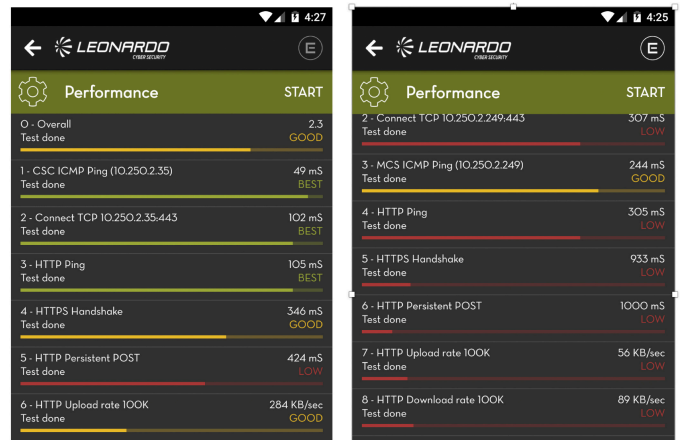 4:27
LEONARDO
CYBER SECURITY
E
Performance START
0 - Overall 2.3
Test done GOOD
1 - CSC ICMP Ping (10.250.2.35) 49 mS
Test done BEST
2 - Connect TCP 10.250.2.35:443 102 mS
Test done BEST
3 - HTTP Ping 105 mS
Test done BEST
4 - HTTPS Handshake 346 mS
Test done GOOD
5 - HTTP Persistent POST 424 mS
Test done LOW
6 - HTTP Upload rate 100K 284 KB/sec
Test done GOOD
4:25
LEONARDO
CYBER SECURITY
E
Performance START
2 - Connect TCP 10.250.2.249:443 307 mS
Test done LOW
3 - MCS ICMP Ping (10.250.2.249) 244 mS
Test done GOOD
4 - HTTP Ping 305 mS
Test done LOW
5 - HTTPS Handshake 933 mS
Test done LOW
6 - HTTP Persistent POST 1000 mS
Test done LOW
7 - HTTP Upload rate 100K 56 KB/sec
Test done LOW
8 - HTTP Download rate 100K 89 KB/sec
Test done LOW